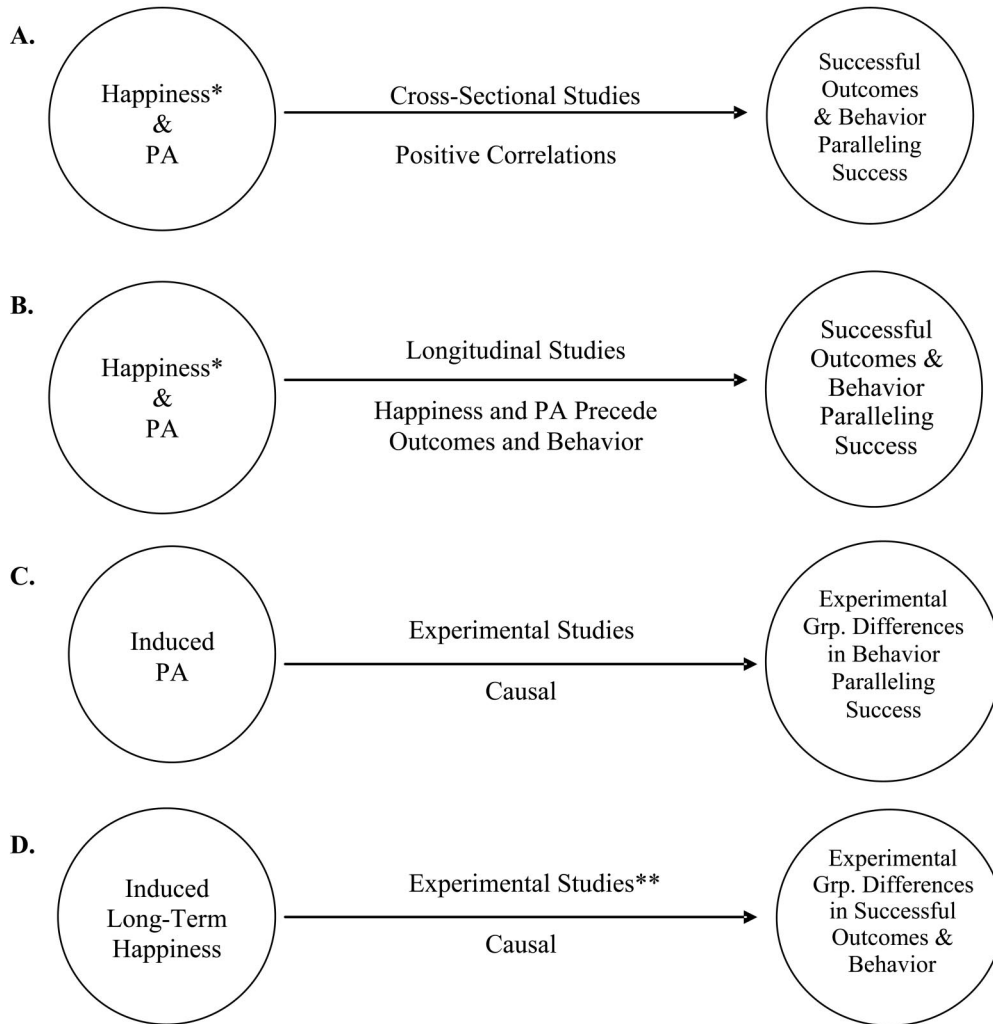 A.
Happiness*
&
PA
Cross-Sectional Studies
Positive Correlations
Successful
Outcomes
& Behavior
Paralleling
Success
B.
Happiness*
&
PA
Longitudinal Studies
Happiness and PA Precede
Outcomes and Behavior
Successful
Outcomes &
Behavior
Paralleling
Success
C.
Induced
PA
Experimental Studies
Causal
Experimental
Grp. Differences
in Behavior
Paralleling
Success
D.
Induced
Long-Term
Happiness
Experimental Studies**
Causal
Experimental
Grp. Differences
in Successful
Outcomes &
Behavior